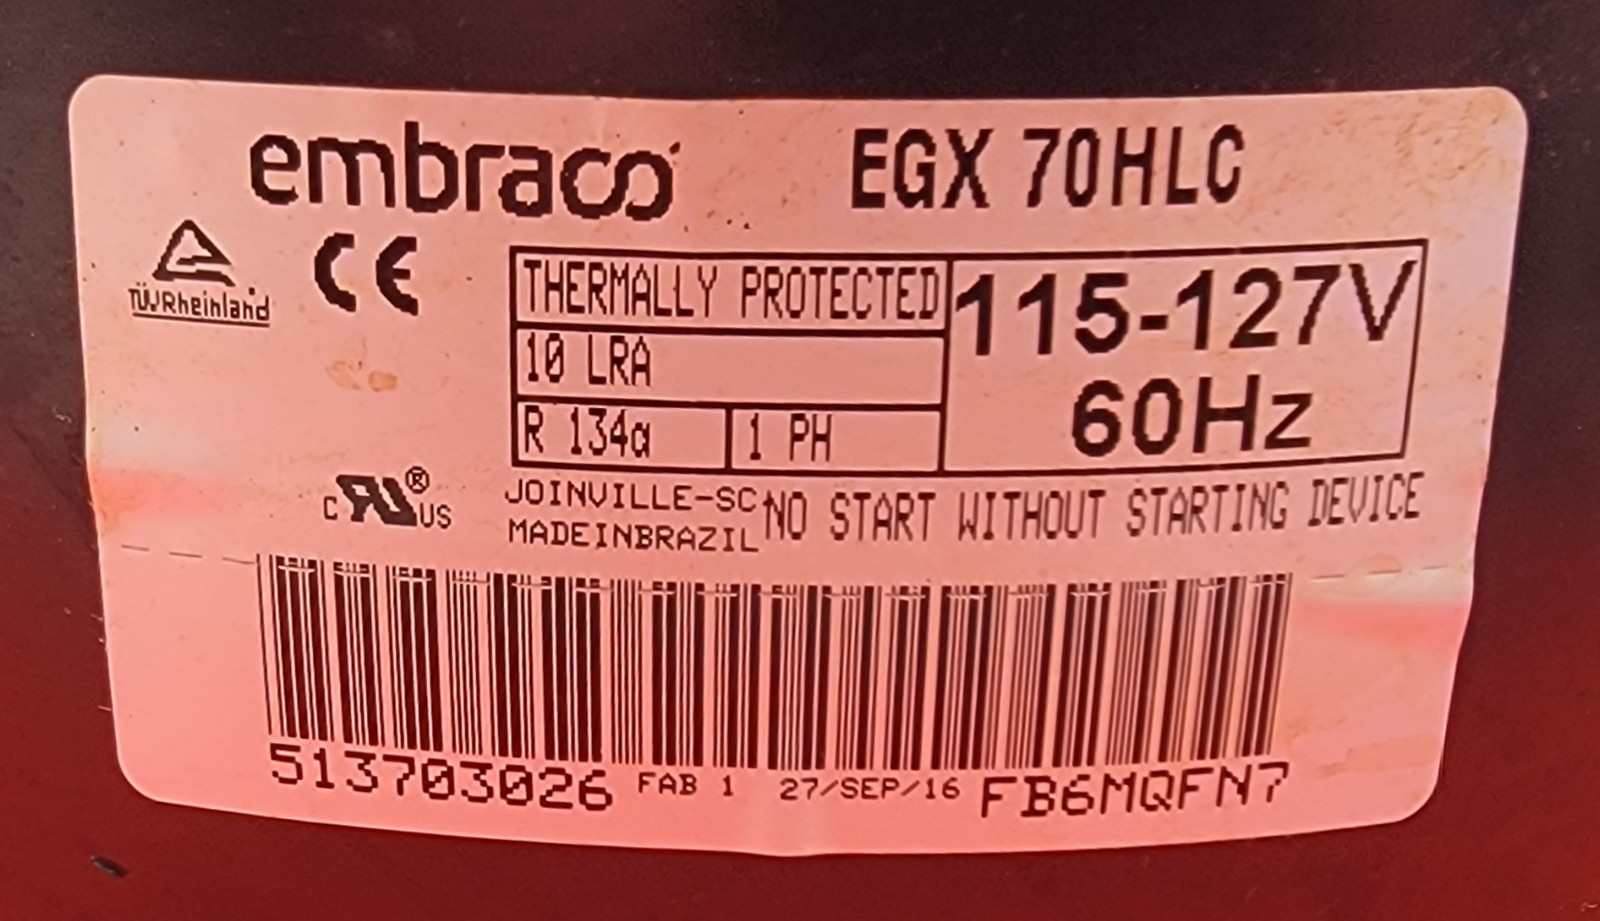 embraco EGX 70HLC
TÜVRheinland CE
THERMALLY PROTECTED
115-127V
10 LRA
60Hz
R 134a 1 PH
c RU ® US
JOINVILLE-SC
MADEINBRAZIL
NO START WITHOUT STARTING DEVICE
513703026 FAB 1 27/SEP/16 FB6MQFN7